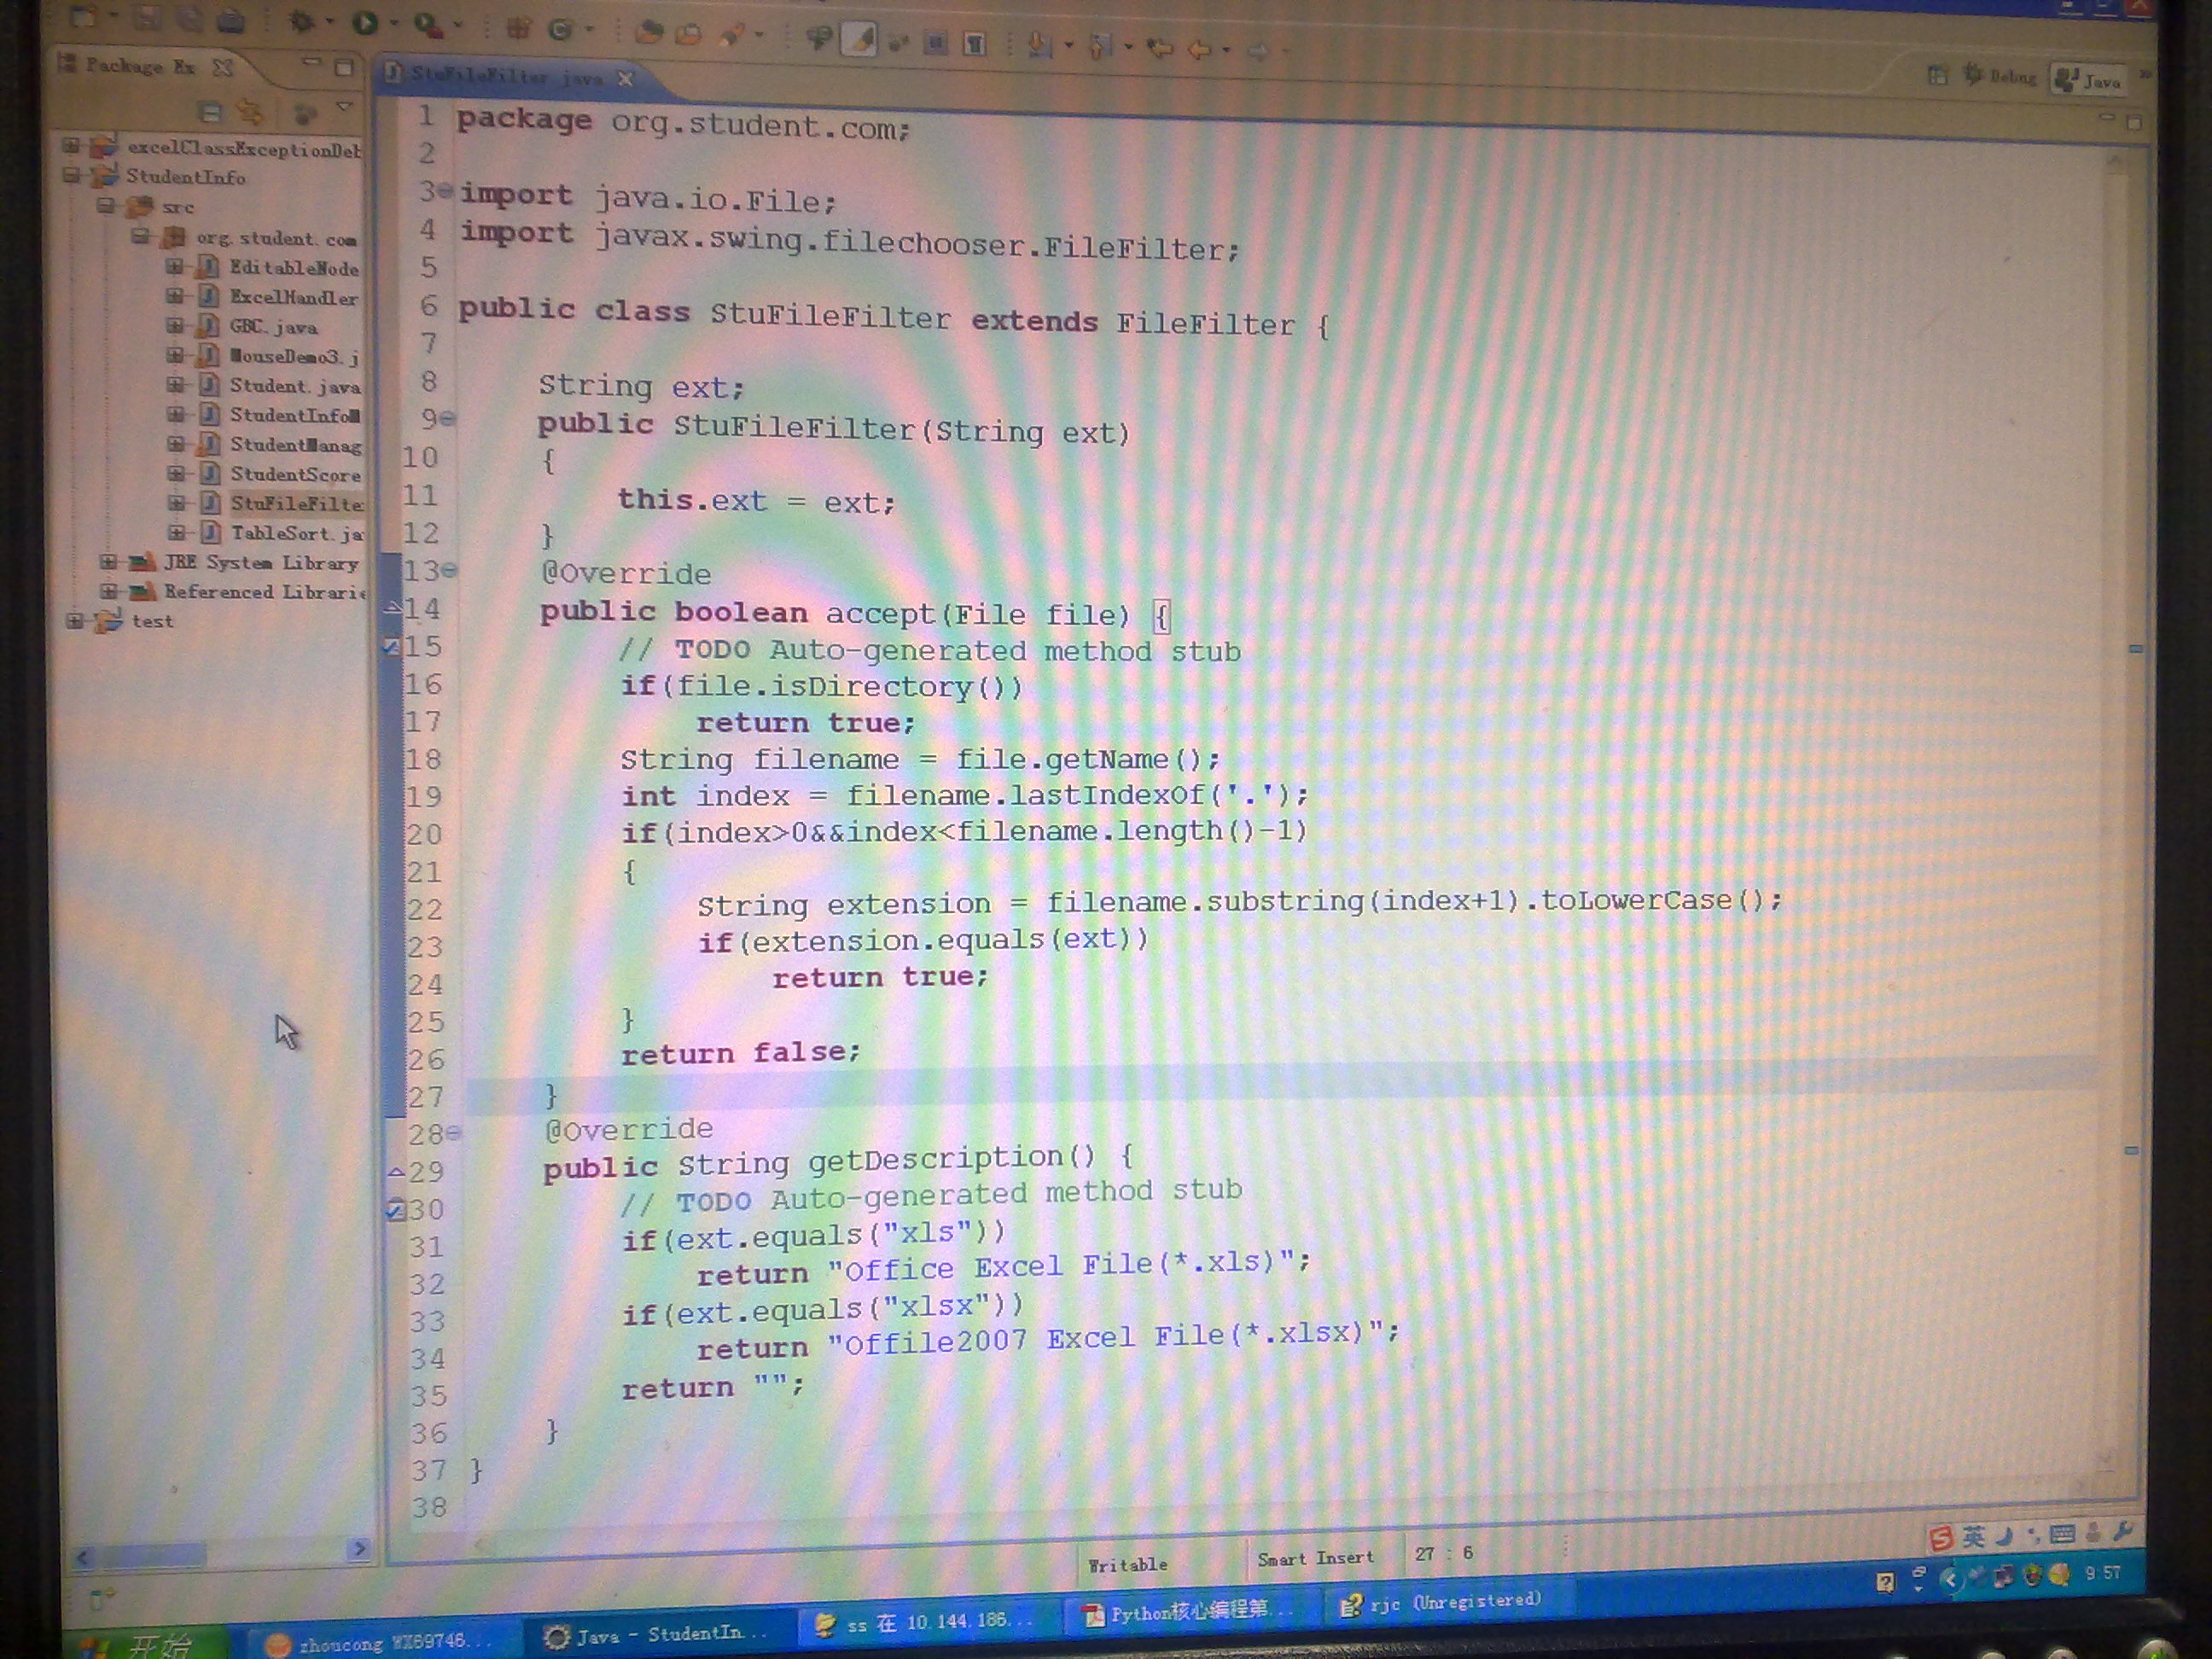 Package Ex
StuFileFilter.java
Debug
Java
excelClassExceptionDeb
StudentInfo
src
org.student.com
EditableNode
ExcelHandler
GBC.java
MouseDemo3.j
Student.java
StudentInfoM
StudentManag
StudentScore
StuFileFilte
TableSort.ja
JRE System Library
Referenced Librarie
test
1 package org.student.com;
2
3 import java.io.File;
4 import javax.swing.filechooser.FileFilter;
5
6 public class StuFileFilter extends FileFilter {
7
8 String ext;
9 public StuFileFilter(String ext)
10 {
11 this.ext = ext;
12 }
13 @Override
14 public boolean accept(File file) {
15 // TODO Auto-generated method stub
16 if(file.isDirectory())
17 return true;
18 String filename = file.getName();
19 int index = filename.lastIndexOf('.');
20 if(index>0&&index<filename.length()-1)
21 {
22 String extension = filename.substring(index+1).toLowerCase();
23 if(extension.equals(ext))
24 return true;
25 }
26 return false;
27 }
28 @Override
29 public String getDescription() {
30 // TODO Auto-generated method stub
31 if(ext.equals("xls"))
32 return "Office Excel File(*.xls)";
33 if(ext.equals("xlsx"))
34 return "Offile2007 Excel File(*.xlsx)";
35 return "";
36 }
37 }
38
Writable
Smart Insert
27 : 6
英
开始
zhoucong WX69746...
Java - StudentIn...
ss 在 10.144.186...
Python核心编程第...
rjc (Unregistered)
9:57